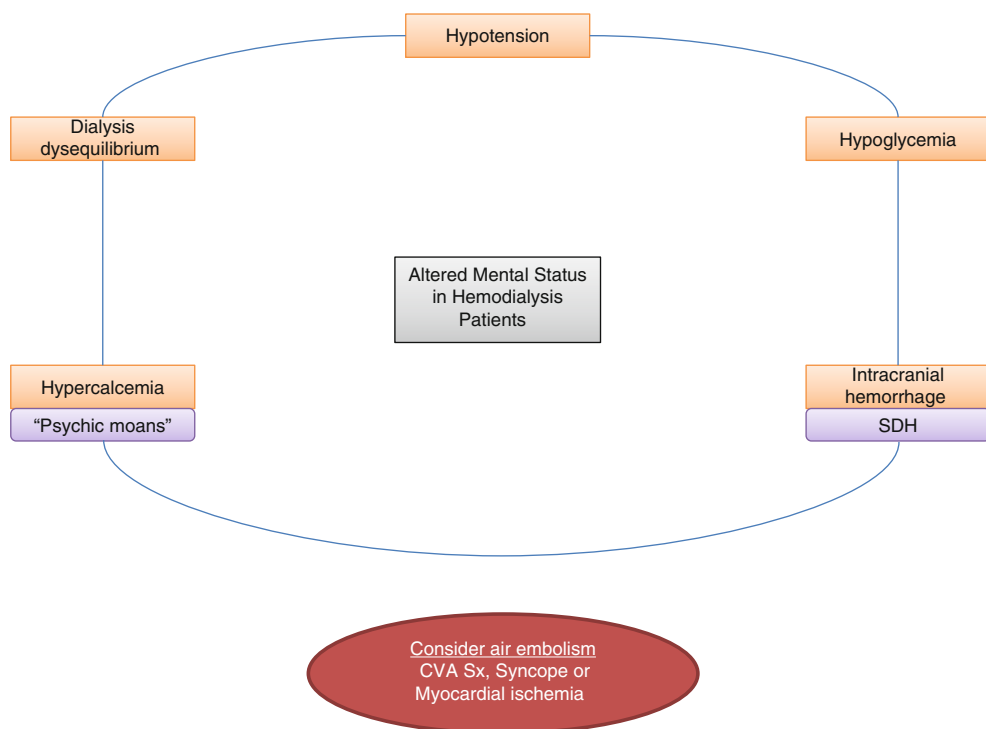 Hypotension
Dialysis
dysequilibrium
Hypoglycemia
Altered Mental Status
in Hemodialysis
Patients
Hypercalcemia
“Psychic moans”
Intracranial
hemorrhage
SDH
Consider air embolism
CVA Sx, Syncope or
Myocardial ischemia